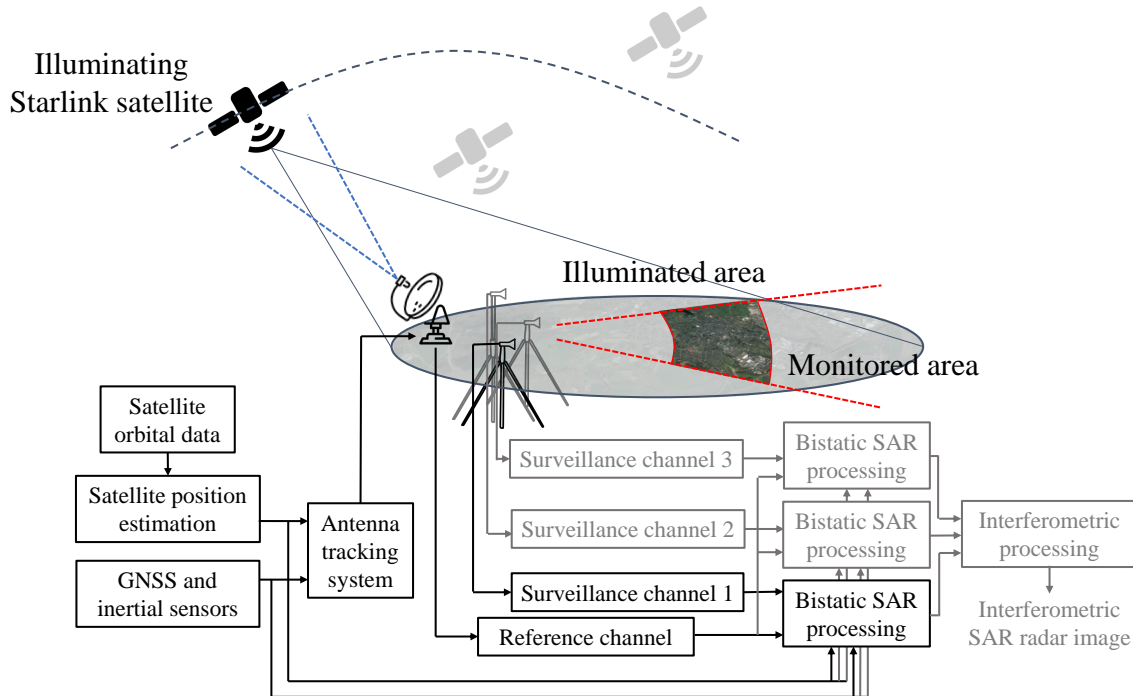 Illuminating
Starlink satellite
Illuminated area
Monitored area
Satellite
orbital data
Satellite position
estimation
GNSS and
inertial sensors
Antenna
tracking
system
Surveillance channel 3
Surveillance channel 2
Surveillance channel 1
Reference channel
Bistatic SAR
processing
Bistatic SAR
processing
Bistatic SAR
processing
Interferometric
processing
Interferometric
SAR radar image